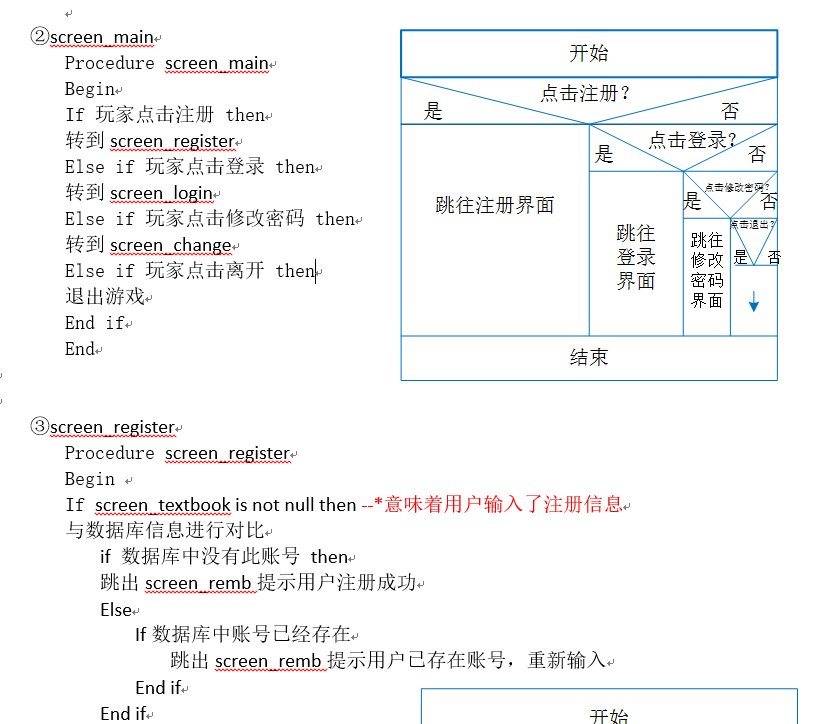 ②screen_main
Procedure screen_main
Begin
If 玩家点击注册 then
转到 screen_register
Else if 玩家点击登录 then
转到 screen_login
Else if 玩家点击修改密码 then
转到 screen_change
Else if 玩家点击离开 then
退出游戏
End if
End
开始
点击注册？
是 否
点击登录？
是 否
点击修改密码？
是 否
点击退出？
是 否
跳往注册界面
跳往
登录
界面
跳往
修改
密码
界面
结束
③screen_register
Procedure screen_register
Begin
If screen_textbook is not null then --*意味着用户输入了注册信息
与数据库信息进行对比
if 数据库中没有此账号 then
跳出 screen_remb 提示用户注册成功
Else
If 数据库中账号已经存在
跳出 screen_remb 提示用户已存在账号，重新输入
End if
End if
开始